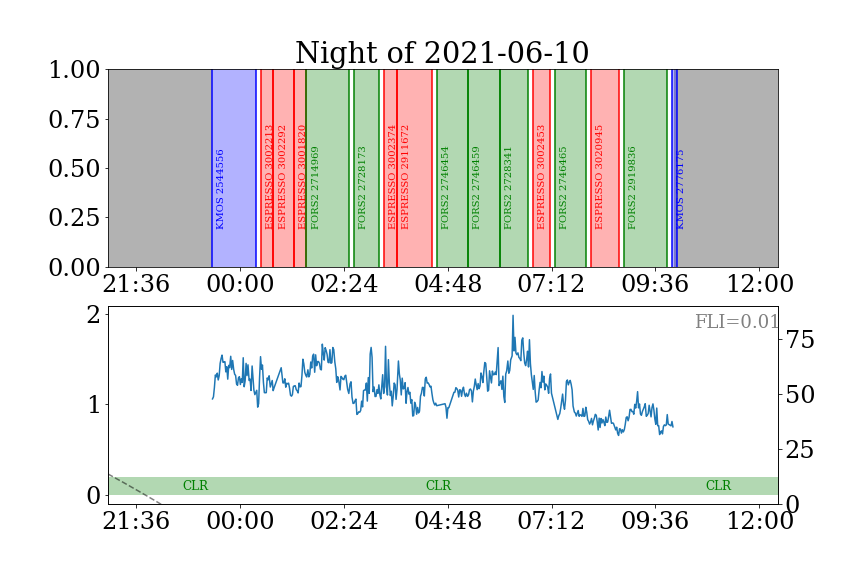 Night of 2021-06-10
1.00
0.75
0.50
0.25
0.00
KMOS 2544556
ESPRESSO 3002213
ESPRESSO 3002292
ESPRESSO 3001820
FORS2 2714969
FORS2 2728173
ESPRESSO 3002374
ESPRESSO 2911672
FORS2 2746454
FORS2 2746459
FORS2 2728341
ESPRESSO 3002453
FORS2 2746465
ESPRESSO 3020945
FORS2 2919836
KMOS 2776175
21:36 00:00 02:24 04:48 07:12 09:36 12:00
FLI=0.01
2
1
0
75
50
25
0
CLR CLR CLR
21:36 00:00 02:24 04:48 07:12 09:36 12:00